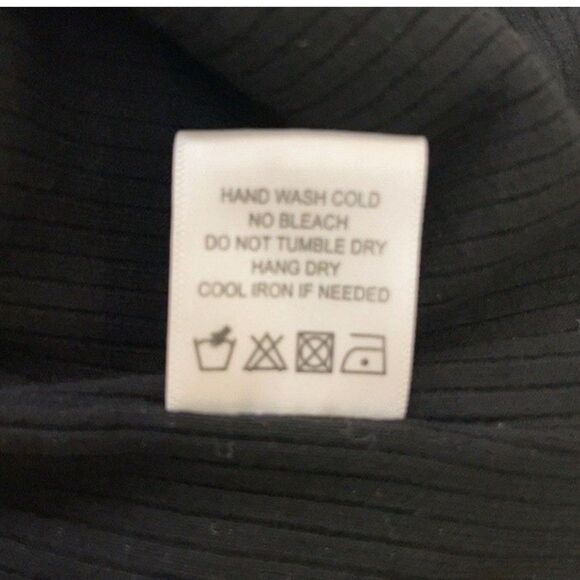 HAND WASH COLD
NO BLEACH
DO NOT TUMBLE DRY
HANG DRY
COOL IRON IF NEEDED